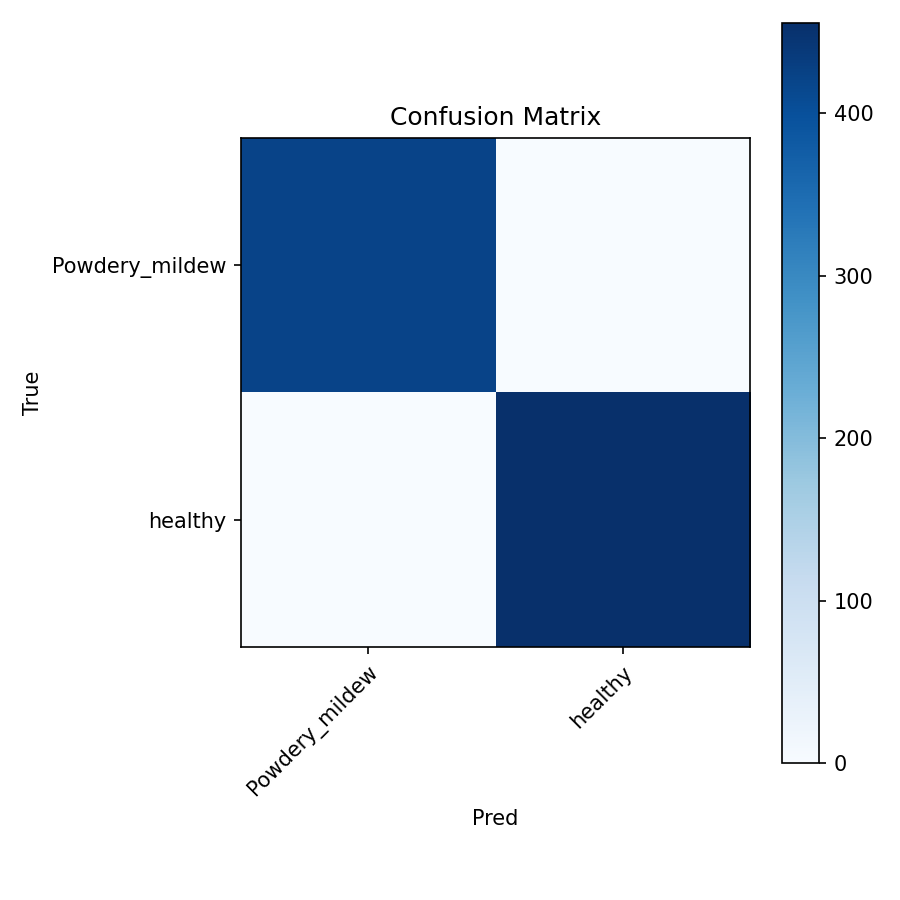 Confusion Matrix
400
Powdery_mildew
300
True
200
healthy
100
0
Powdery_mildew
healthy
Pred